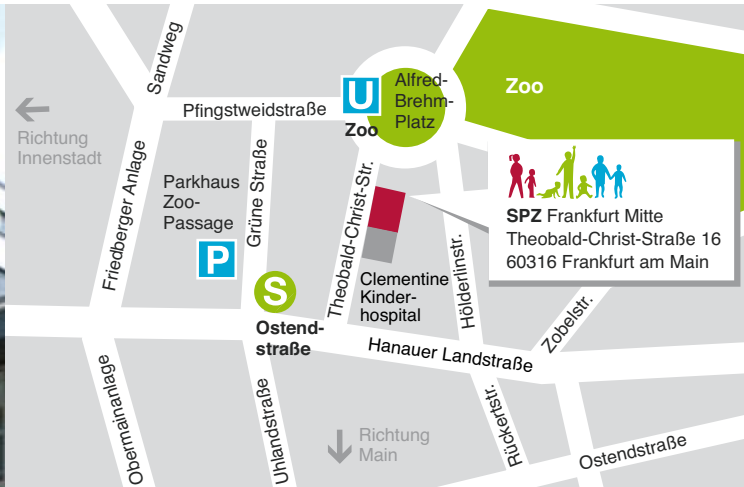 Sandweg
Pfingstweidstraße
U
Zoo
Alfred-
Brehm-
Platz
Zoo
Richtung
Innenstadt
Friedberger Anlage
Parkhaus
Zoo-
Passage
P
Grüne Straße
S
Ostend-
straße
Theobald-Christ-Str.
Clementine
Kinder-
hospital
Hölderlinstr.
SPZ Frankfurt Mitte
Theobald-Christ-Straße 16
60316 Frankfurt am Main
Zobelstr.
Hanauer Landstraße
Obermainanlage
Uhlandstraße
Richtung
Main
Rückertstr.
Ostendstraße